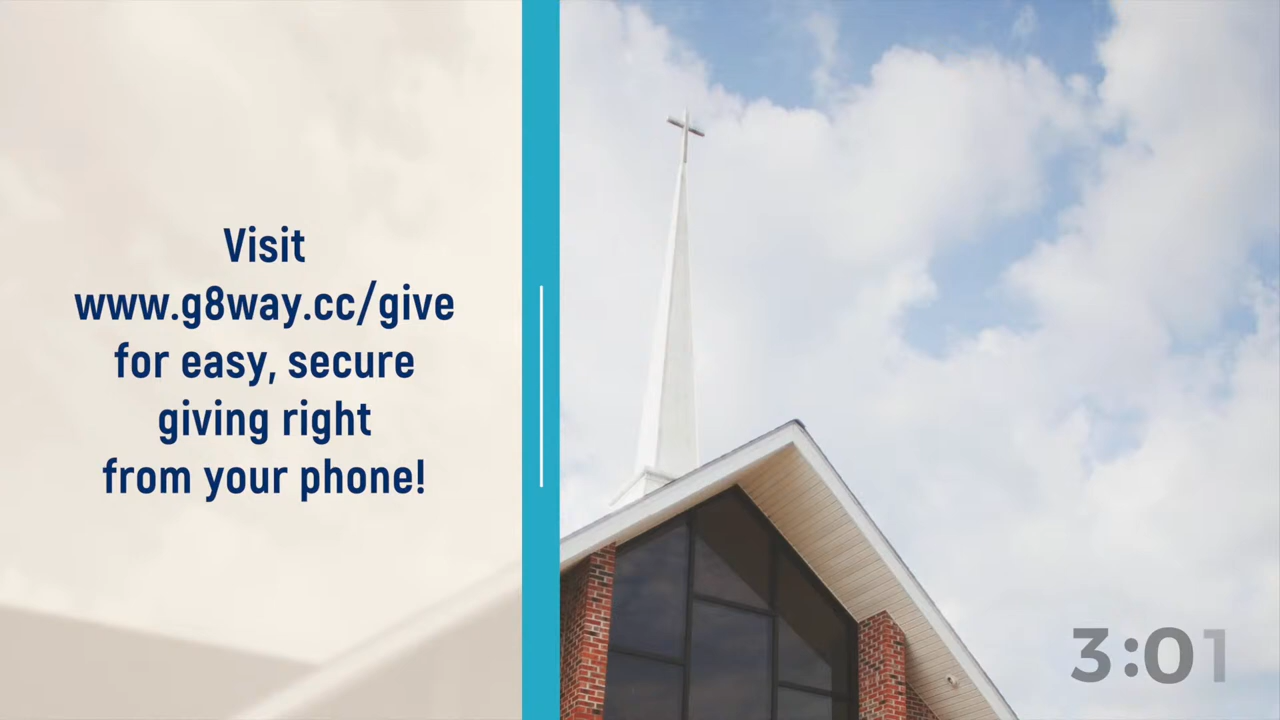 Visit
www.g8way.cc/give
for easy, secure
giving right
from your phone!
3:01